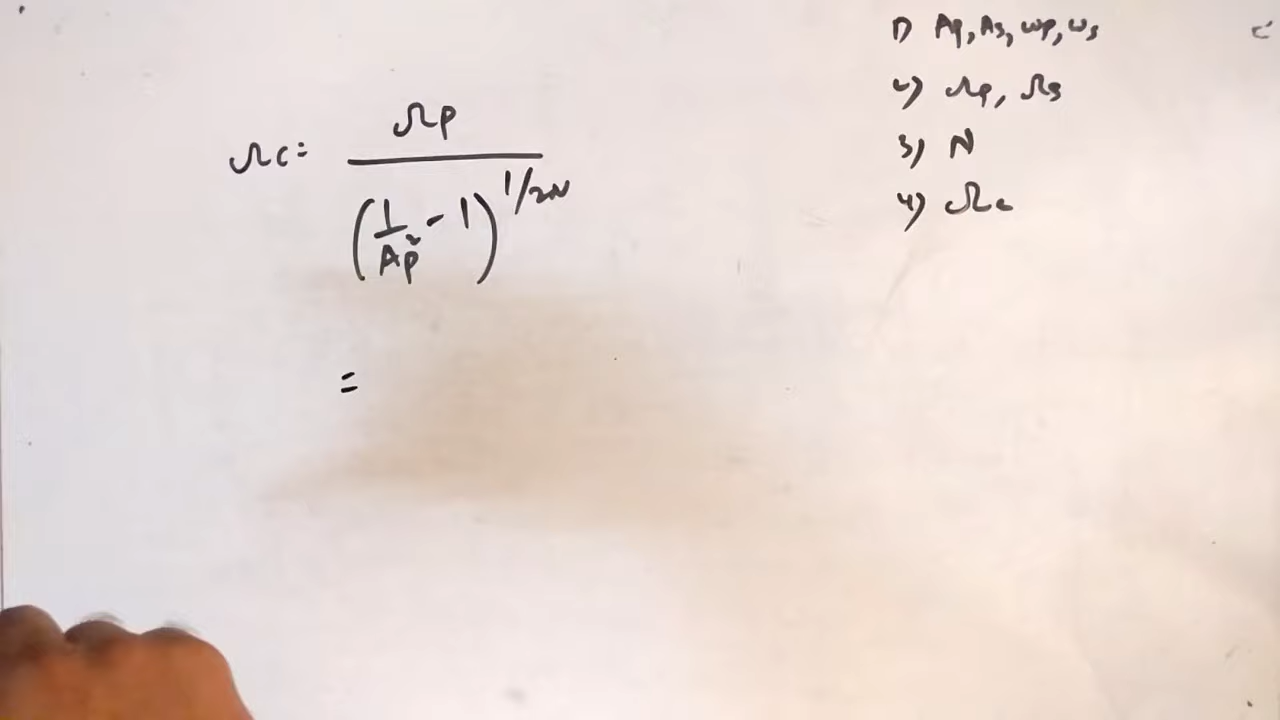 Ωc = Ωp / (1/Ap² - 1)^1/2N
=
1) Ap, As, ωp, ωs
2) Ωp, Ωs
3) N
4) Ωc